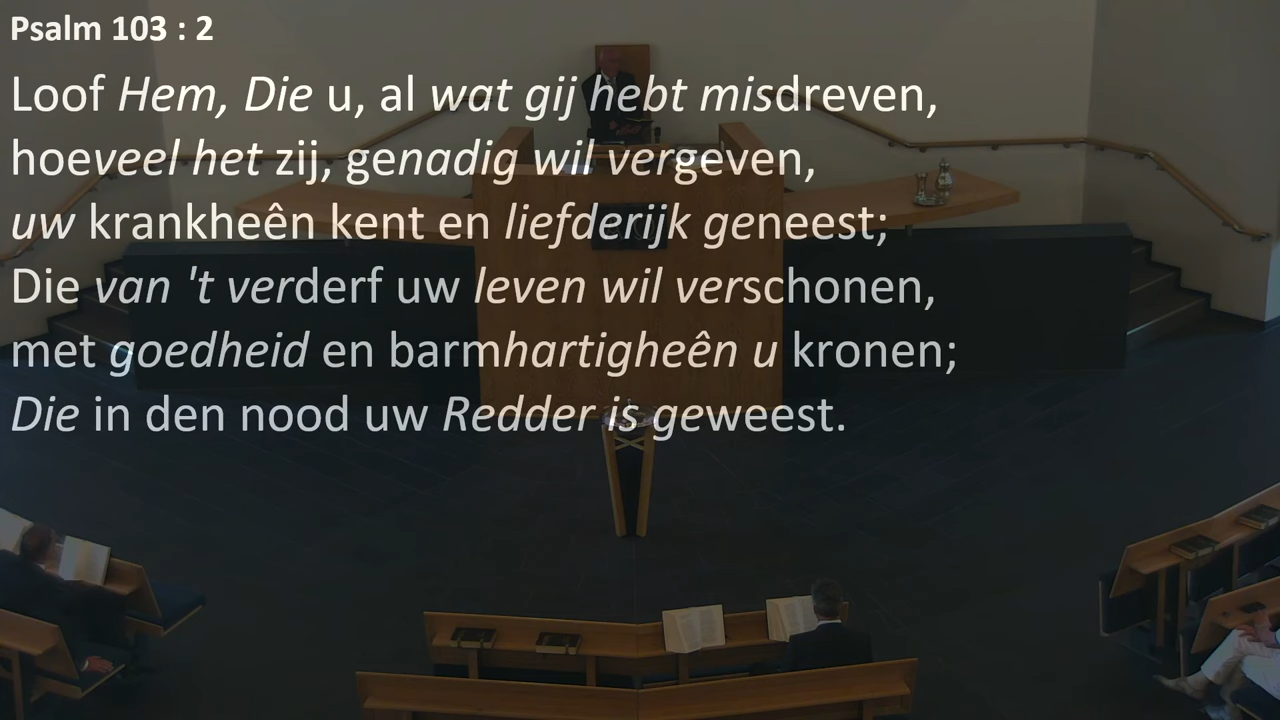 Psalm 103 : 2
Loof Hem, Die u, al wat gij hebt misdreven,
hoeveel het zij, genadig wil vergeven,
uw krankheên kent en liefderijk geneest;
Die van 't verderf uw leven wil verschonen,
met goedheid en barmhartigheên u kronen;
Die in den nood uw Redder is geweest.